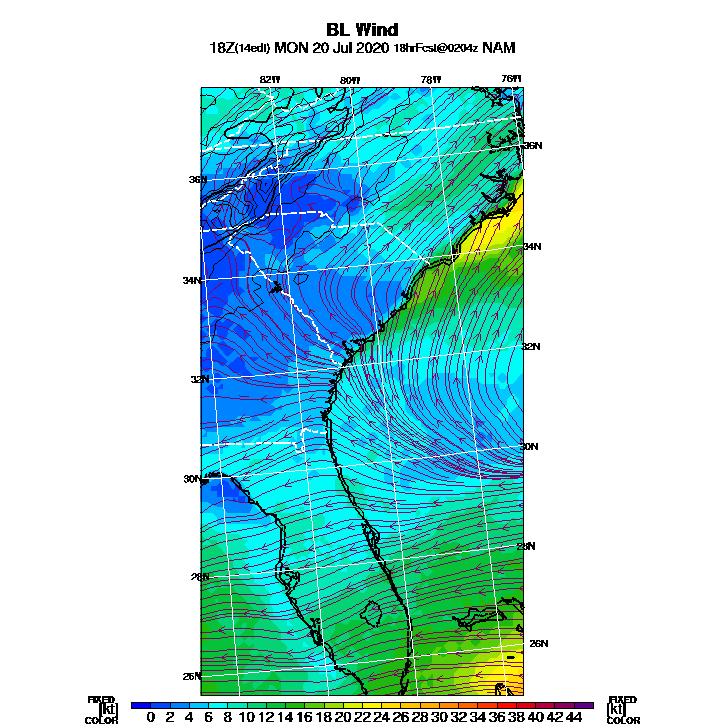 BL Wind
18Z(14edt) MON 20 Jul 2020 18hrFcst@0204z NAM
82W 80W 78W 76W
36N
36N
34N
34N
32N
32N
30N
30N
28N
28N
26N
26N
FIXED FIXED
[kt] 0 2 4 6 8 10 12 14 16 18 20 22 24 26 28 30 32 34 36 38 40 42 44 [kt]
COLOR COLOR